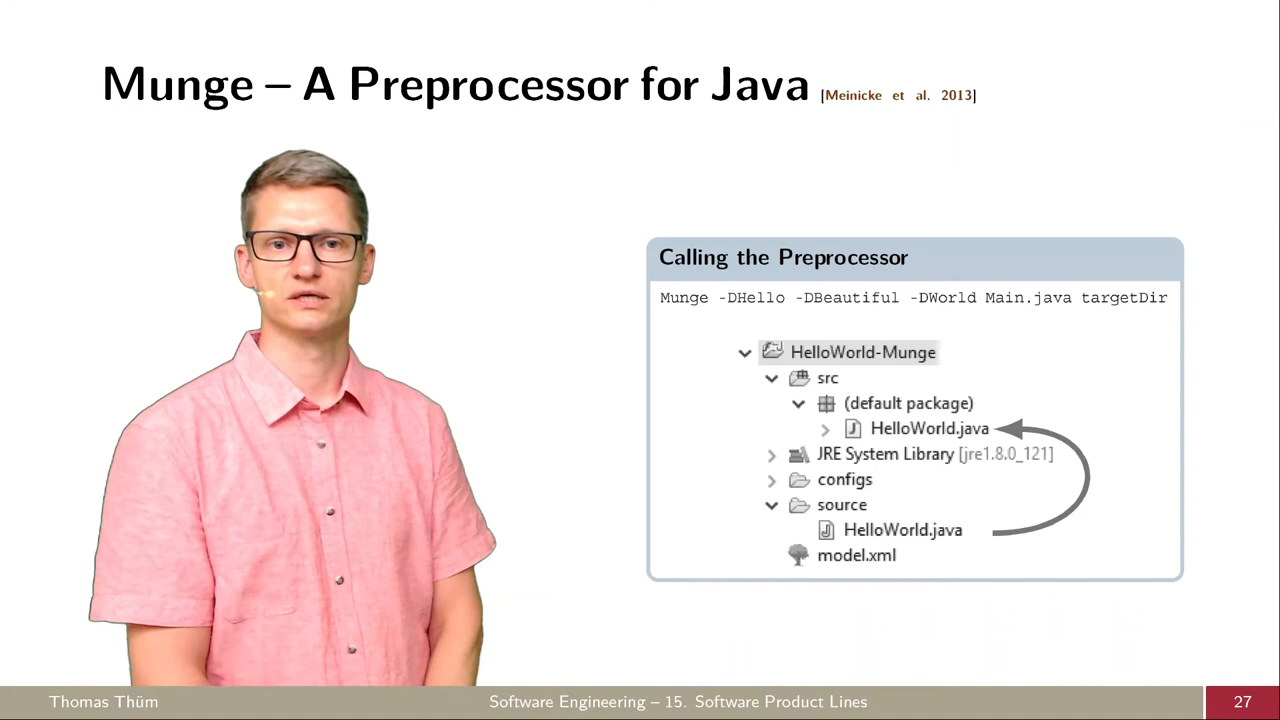 Munge – A Preprocessor for Java [Meinicke et al. 2013]
Calling the Preprocessor
Munge -DHello -DBeautiful -DWorld Main.java targetDir
HelloWorld-Munge
src
(default package)
HelloWorld.java
JRE System Library [jre1.8.0_121]
configs
source
HelloWorld.java
model.xml
Thomas Thüm
Software Engineering – 15. Software Product Lines
27